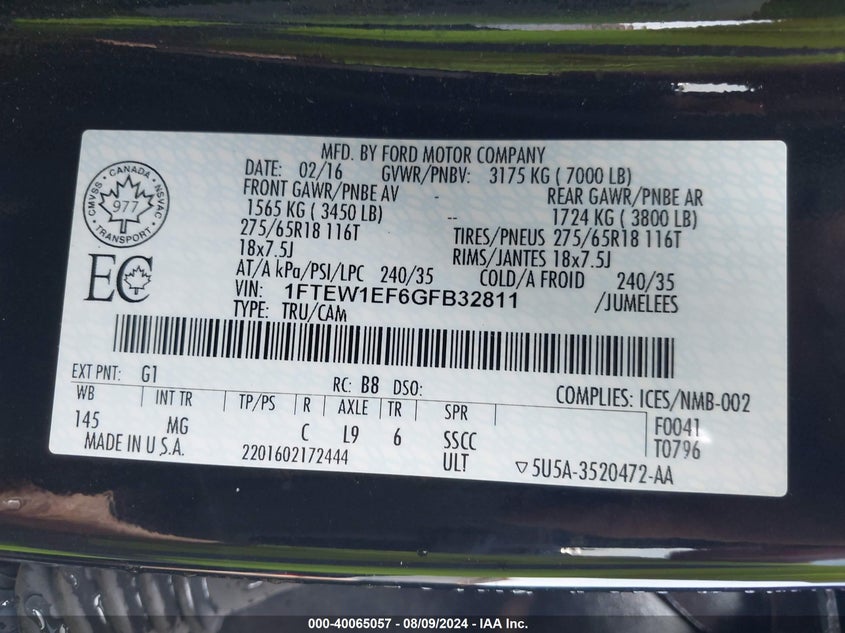 MFD. BY FORD MOTOR COMPANY
DATE: 02/16 GVWR/PNBV: 3175 KG ( 7000 LB)
FRONT GAWR/PNBE AV - REAR GAWR/PNBE AR
1565 KG ( 3450 LB) -- 1724 KG ( 3800 LB)
275/65R18 116T TIRES/PNEUS 275/65R18 116T
18x7.5J RIMS/JANTES 18x7.5J
AT/A kPa/PSI/LPC 240/35 COLD/A FROID 240/35
VIN: 1FTEW1EF6GFB32811 /JUMELEES
TYPE: TRU/CAM
CANADA
CMVSS NSVAC
977
TRANSPORT
EC
EXT PNT: G1 RC: B8 DSO: COMPLIES: ICES/NMB-002
WB INT TR TP/PS R AXLE TR SPR F0041
145 MG C L9 6 SSCC T0796
MADE IN U.S.A. 2201602172444 ULT ▽5U5A-3520472-AA
000-40065057 - 08/09/2024 - IAA Inc.